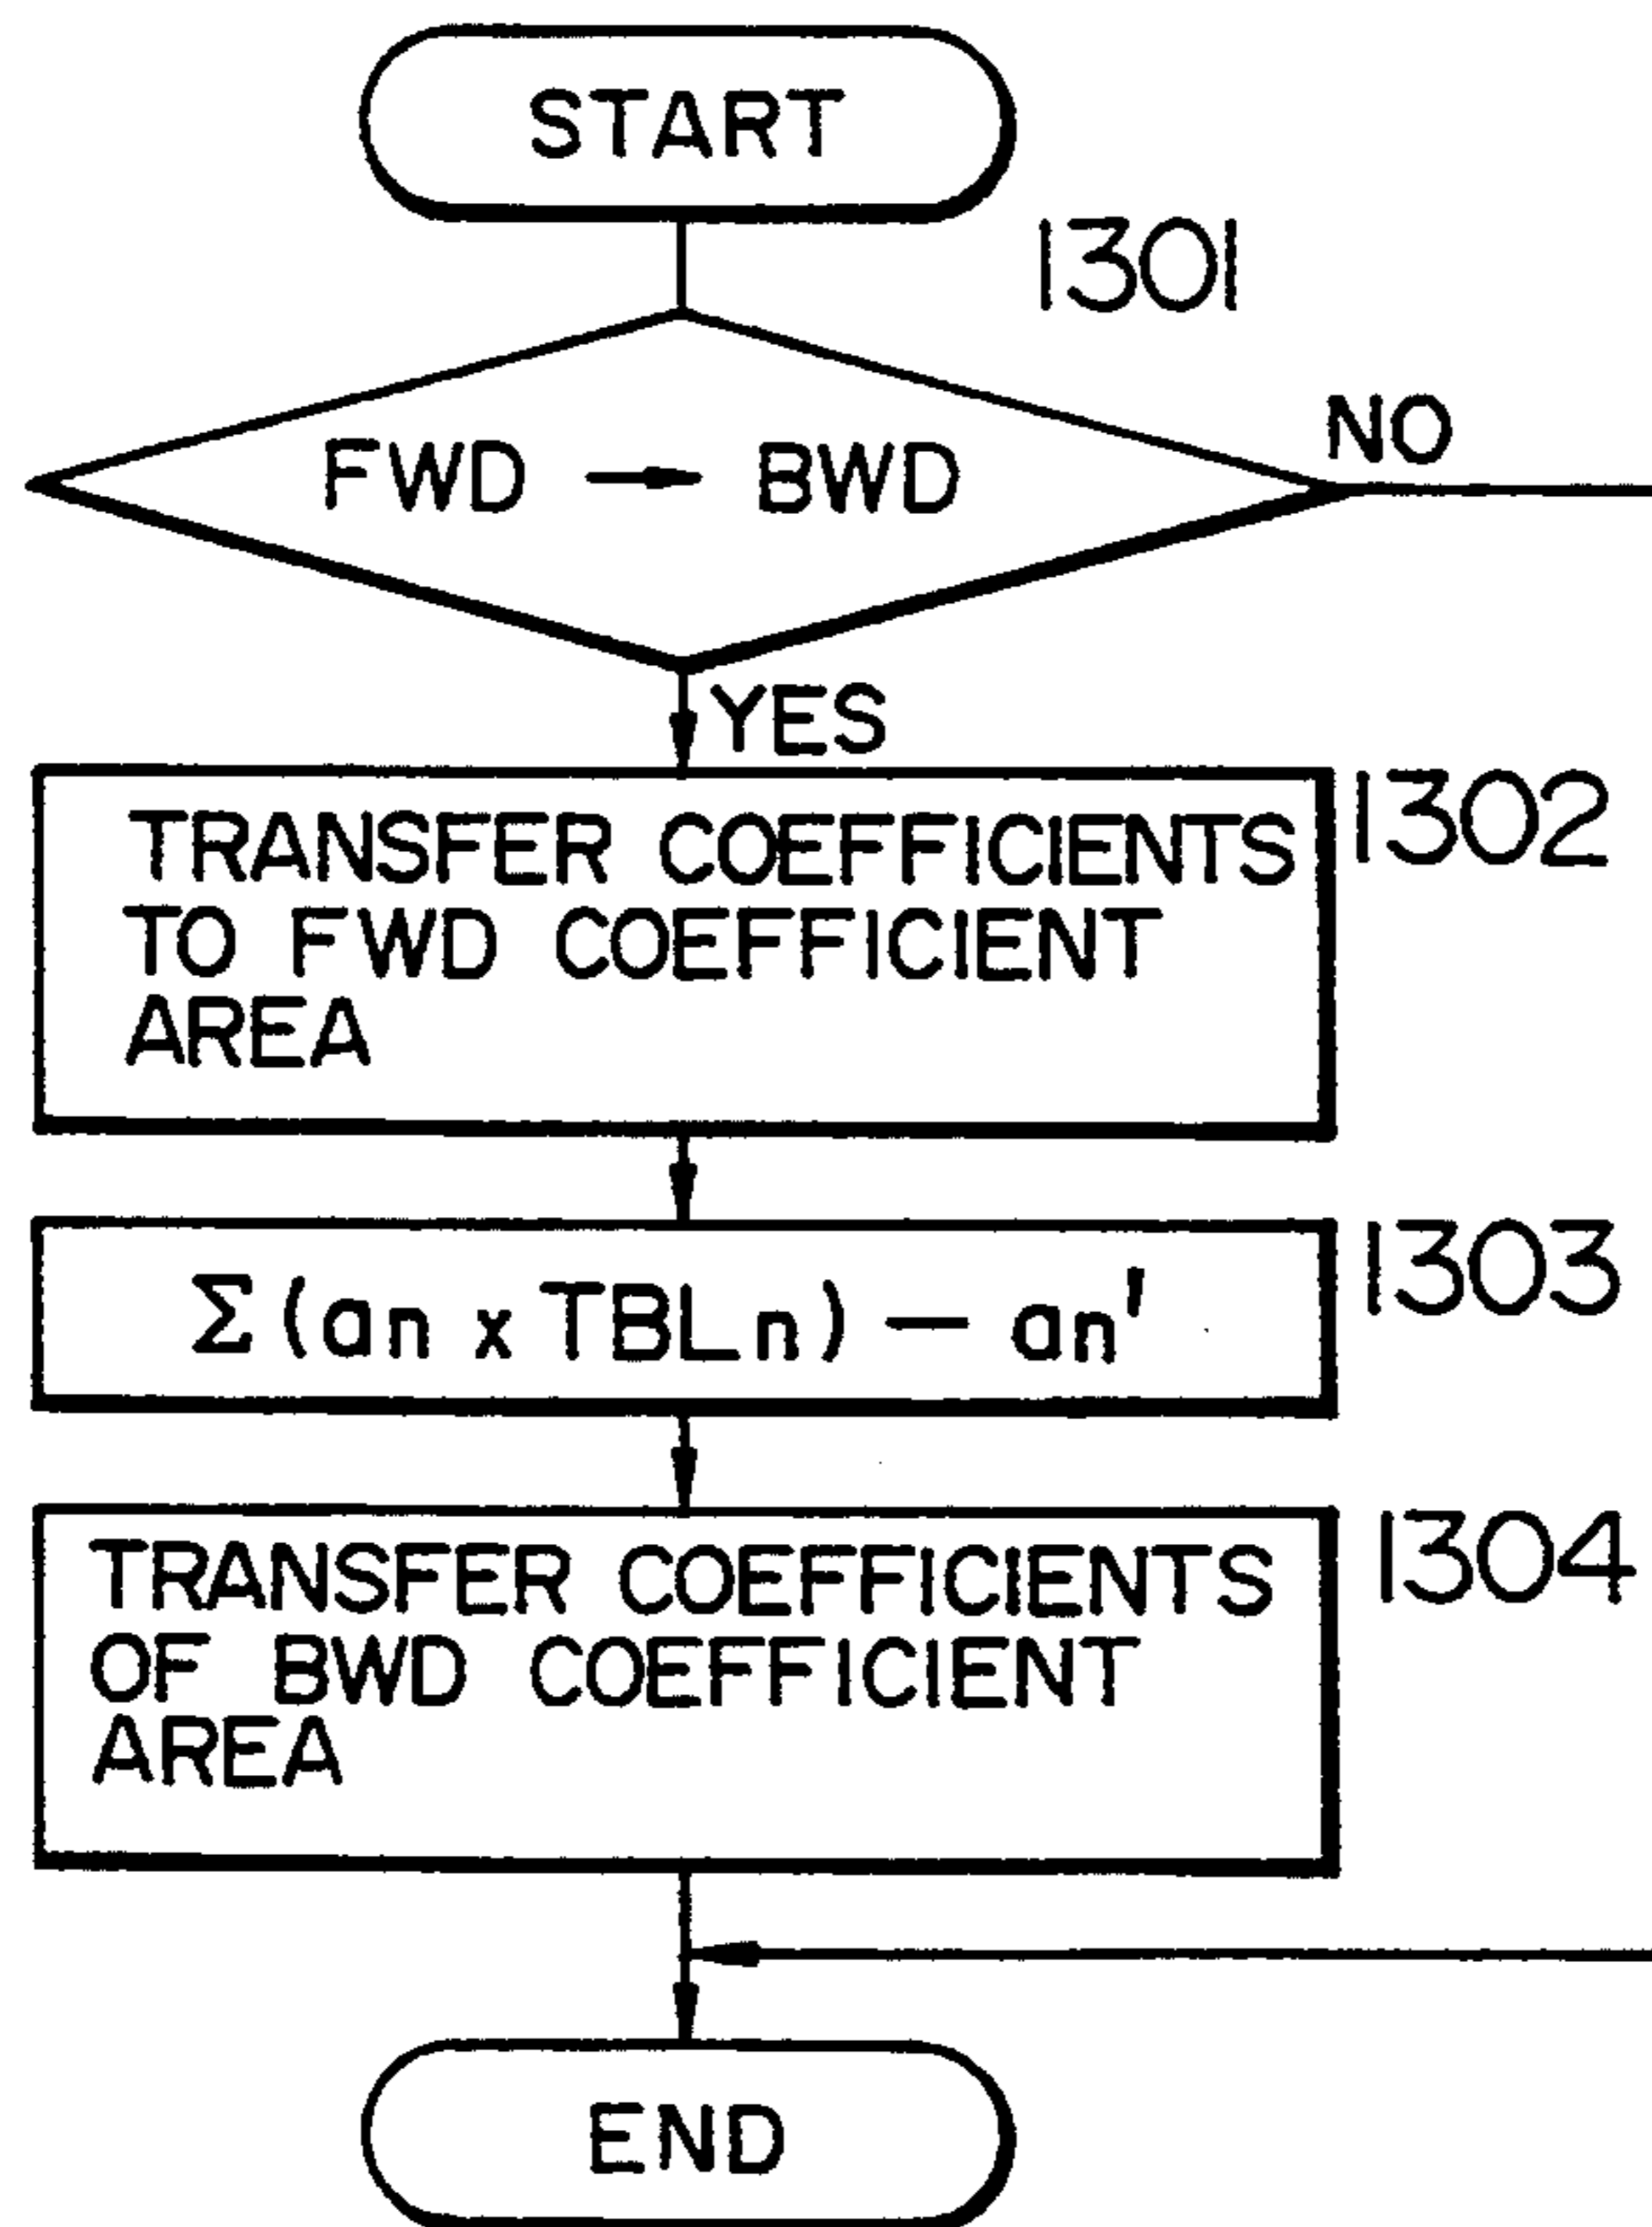 START
1301
FWD → BWD
NO
YES
TRANSFER COEFFICIENTS
TO FWD COEFFICIENT
AREA
1302
Σ(an x TBLn) — an'
1303
TRANSFER COEFFICIENTS
OF BWD COEFFICIENT
AREA
1304
END